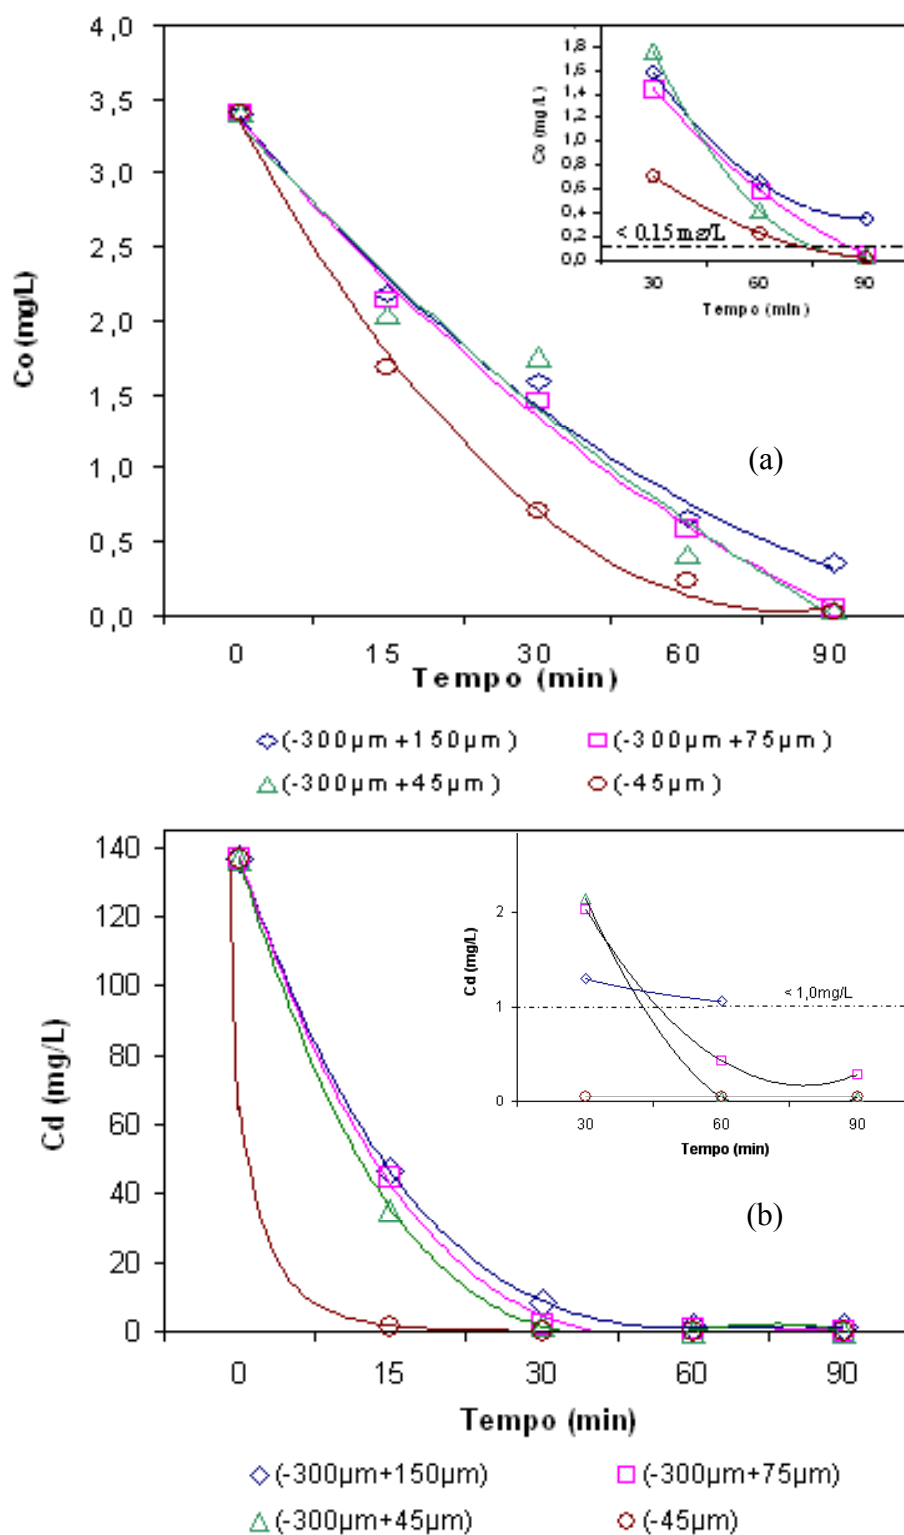 4,0
3,5
3,0
2,5
2,0
1,5
1,0
0,5
0,0
Co (mg/L)
0 15 30 60 90
Tempo (min)
1,8
1,6
1,4
1,2
1,0
0,8
0,6
0,4
0,2
0,0
Co (mg/L)
< 0.15 mg/L
30 60 90
Tempo (min)
(a)
(-300µm+150µm) (-300µm+75µm)
(-300µm+45µm) (-45µm)
140
120
100
80
60
40
20
0
Cd (mg/L)
0 15 30 60 90
Tempo (min)
2
1
0
Cd (mg/L)
< 1,0mg/L
30 60 90
Tempo (min)
(b)
(-300µm+150µm) (-300µm+75µm)
(-300µm+45µm) (-45µm)